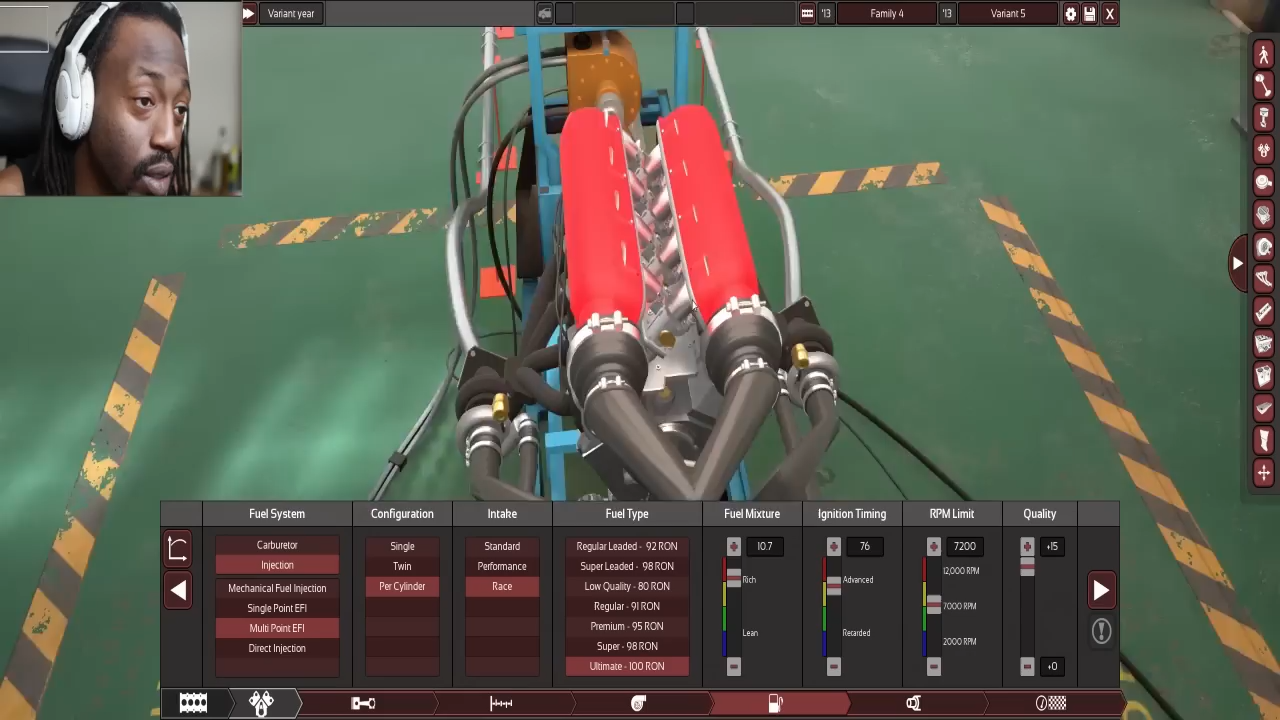 Variant year
'13
Family 4
'13
Variant 5
Fuel System
Configuration
Intake
Fuel Type
Fuel Mixture
Ignition Timing
RPM Limit
Quality
Carburetor
Injection
Mechanical Fuel Injection
Single Point EFI
Multi Point EFI
Direct Injection
Single
Twin
Per Cylinder
Standard
Performance
Race
Regular Leaded - 92 RON
Super Leaded - 98 RON
Low Quality - 80 RON
Regular - 91 RON
Premium - 95 RON
Super - 98 RON
Ultimate - 100 RON
10.7
Rich
Lean
76
Advanced
Retarded
7200
12,000 RPM
7000 RPM
2000 RPM
+15
+0